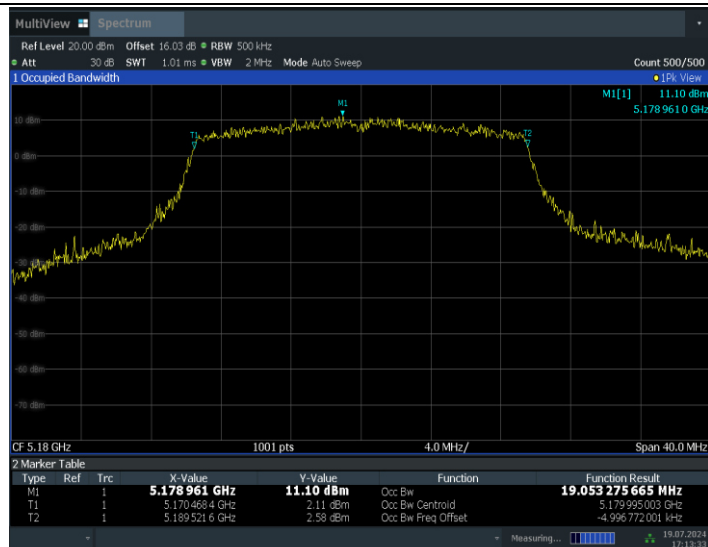 MultiView Spectrum
Ref Level 20.00 dBm Offset 16.03 dB RBW 500 kHz
Att 30 dB SWT 1.01 ms VBW 2 MHz Mode Auto Sweep Count 500/500
1 Occupied Bandwidth 1Pk View
M1[1] 11.10 dBm
5.178 961 0 GHz
M1
10 dBm
T1 T2
0 dBm
-10 dBm
-20 dBm
-30 dBm
-40 dBm
-50 dBm
-60 dBm
-70 dBm
CF 5.18 GHz 1001 pts 4.0 MHz/ Span 40.0 MHz
2 Marker Table
Type Ref Trc X-Value Y-Value Function Function Result
M1 1 5.178 961 GHz 11.10 dBm Occ Bw 19.053 275 665 MHz
T1 1 5.170 468 4 GHz 2.11 dBm Occ Bw Centroid 5.179 995 003 GHz
T2 1 5.189 521 6 GHz 2.58 dBm Occ Bw Freq Offset -4.996 772 001 kHz
Measuring... 19.07.2024
17:13:33